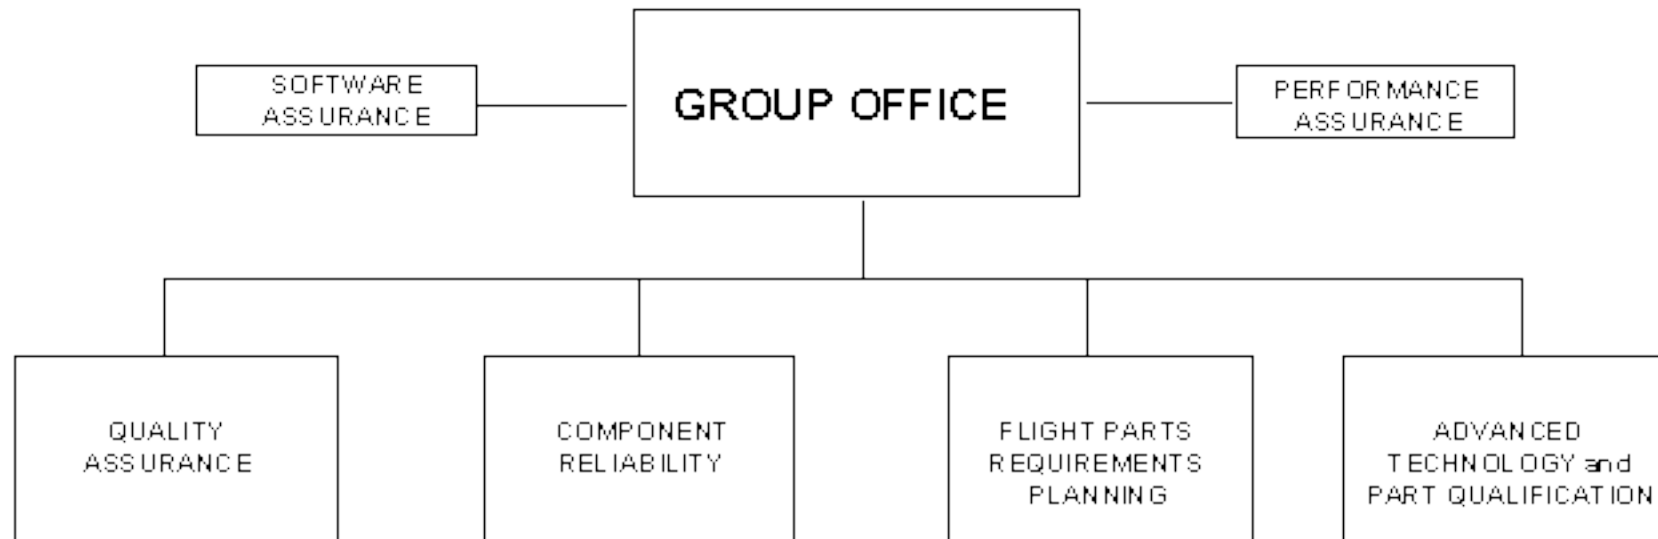 SOFTWARE
ASSURANCE
GROUP OFFICE
PERFORMANCE
ASSURANCE
QUALITY
ASSURANCE
COMPONENT
RELIABILITY
FLIGHT PARTS
REQUIREMENTS
PLANNING
ADVANCED
TECHNOLOGY and
PART QUALIFICATION